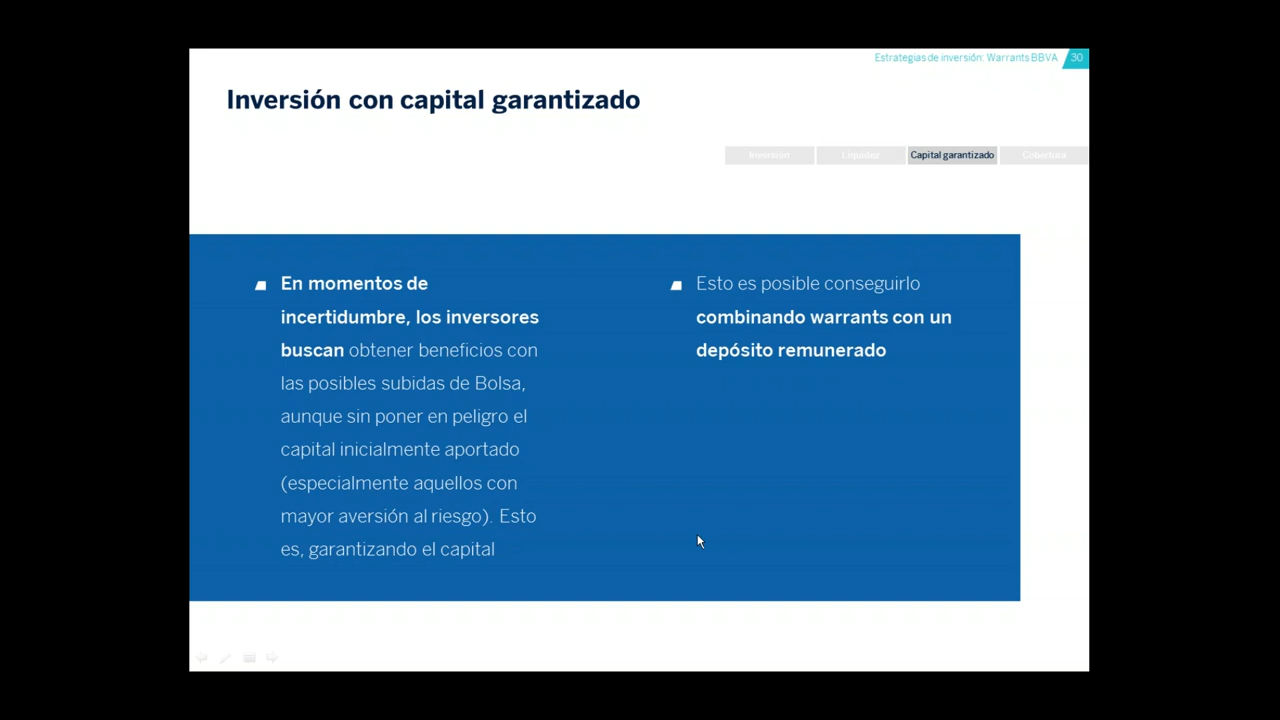 Estrategias de inversión: Warrants BBVA 30
Inversión con capital garantizado
Inversión Liquidez Capital garantizado Cobertura
En momentos de
incertidumbre, los inversores
buscan obtener beneficios con
las posibles subidas de Bolsa,
aunque sin poner en peligro el
capital inicialmente aportado
(especialmente aquellos con
mayor aversión al riesgo). Esto
es, garantizando el capital
Esto es posible conseguirlo
combinando warrants con un
depósito remunerado